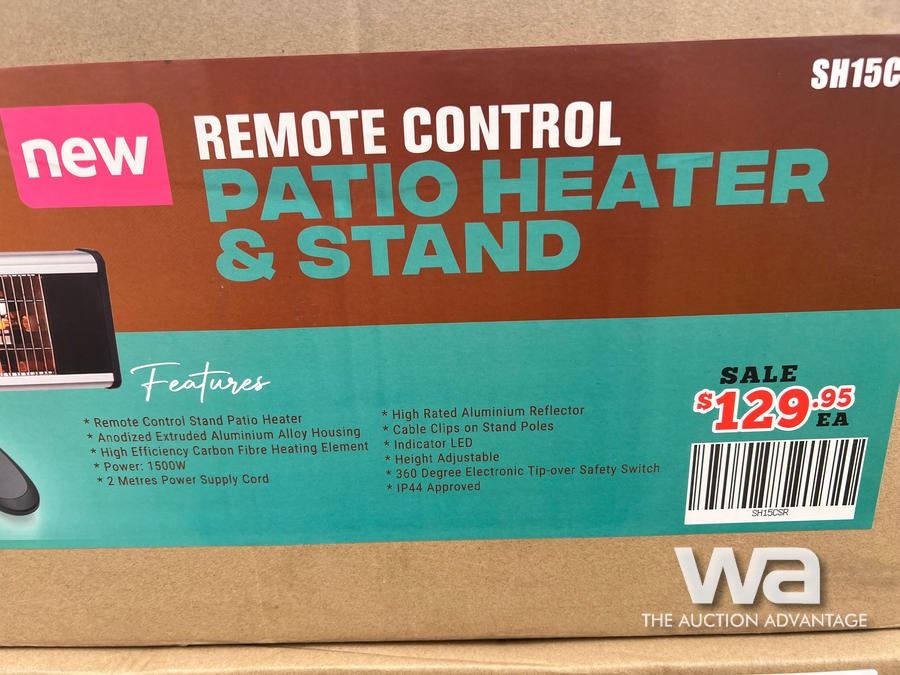 SH15C
new
REMOTE CONTROL
PATIO HEATER
& STAND
Features
* Remote Control Stand Patio Heater
* Anodized Extruded Aluminium Alloy Housing
* High Efficiency Carbon Fibre Heating Element
* Power: 1500W
* 2 Metres Power Supply Cord
* High Rated Aluminium Reflector
* Cable Clips on Stand Poles
* Indicator LED
* Height Adjustable
* 360 Degree Electronic Tip-over Safety Switch
* IP44 Approved
SALE
$129.95
EA
SH15CSR
wa
THE AUCTION ADVANTAGE